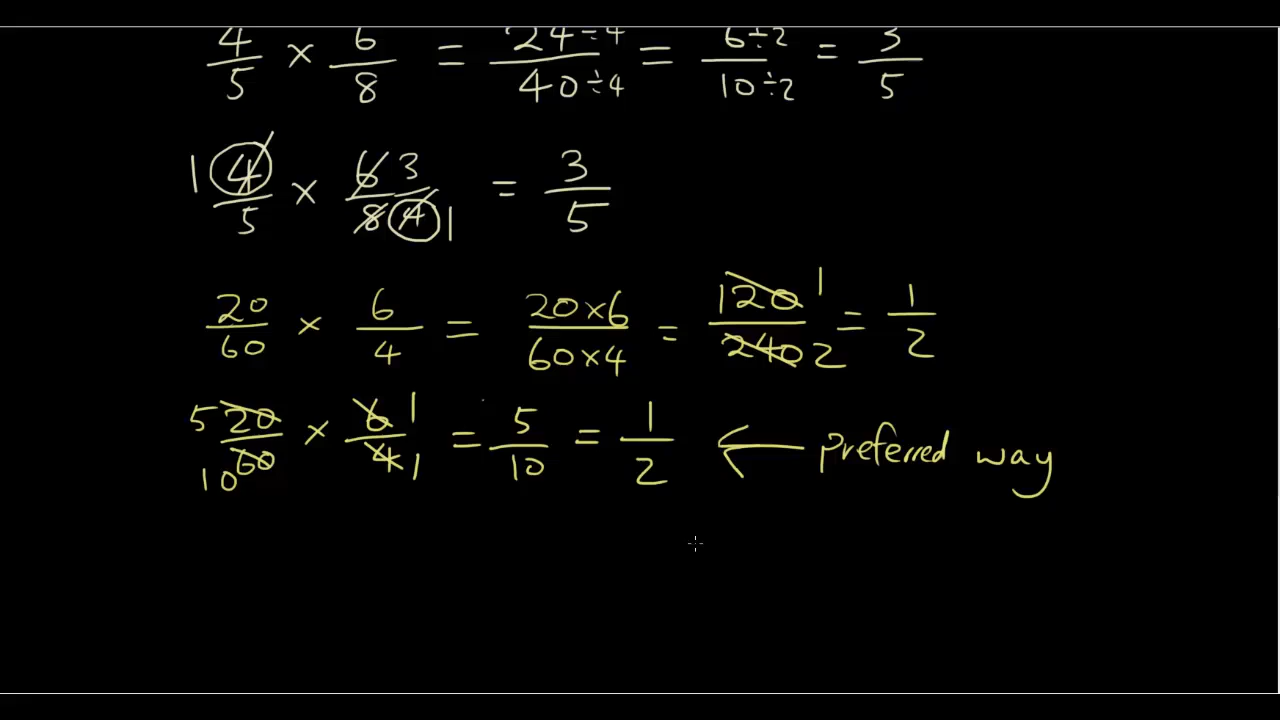 4/5 × 6/8 = 24÷4/40÷4 = 6÷2/10÷2 = 3/5
1 4/5 × 6 3/8 4 1 = 3/5
20/60 × 6/4 = 20×6/60×4 = 120 1/240 2 = 1/2
5 20/10 60 × 6 1/4 1 = 5/10 = 1/2 ← preferred way